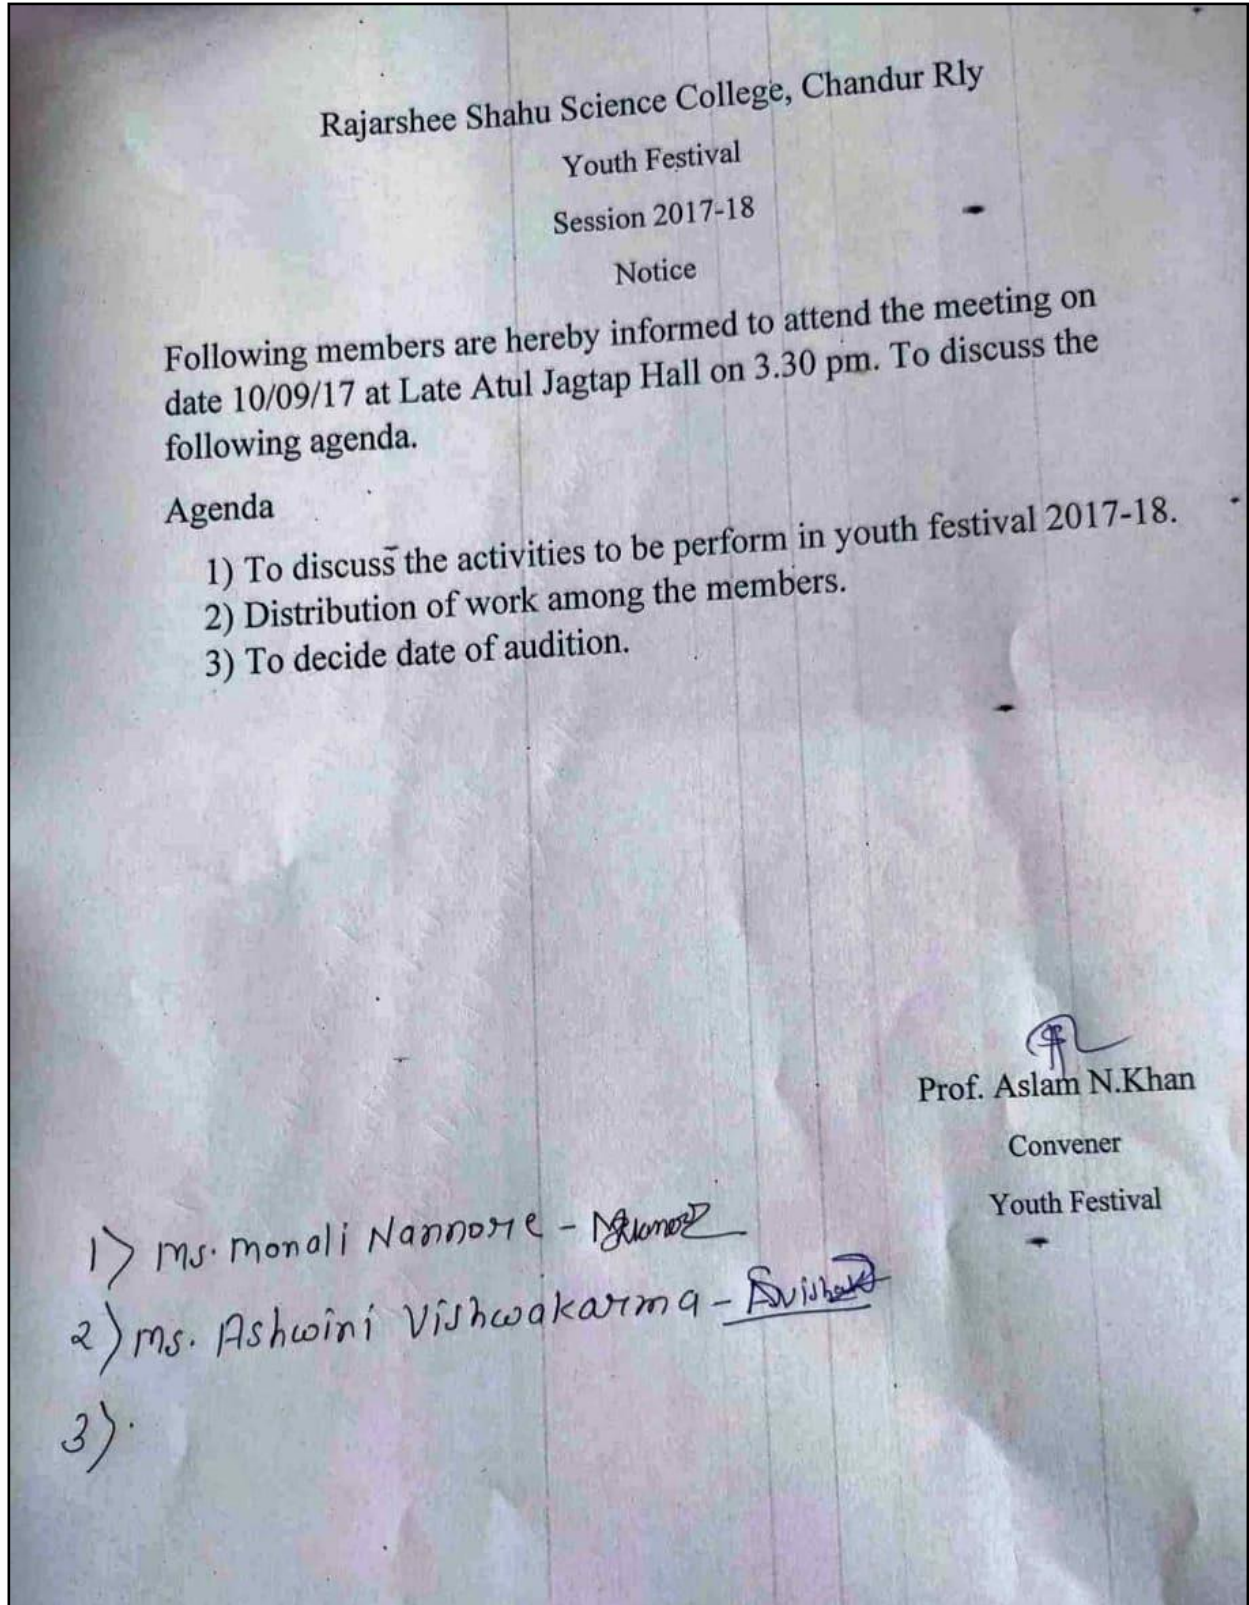 Rajarshee Shahu Science College, Chandur Rly
Youth Festival
Session 2017-18
Notice
Following members are hereby informed to attend the meeting on
date 10/09/17 at Late Atul Jagtap Hall on 3.30 pm. To discuss the
following agenda.
Agenda
1) To discuss the activities to be perform in youth festival 2017-18.
2) Distribution of work among the members.
3) To decide date of audition.
Prof. Aslam N.Khan
Convener
Youth Festival
1) Ms. Monali Nannore -
2) Ms. Ashwini Vishwakarma -
3).